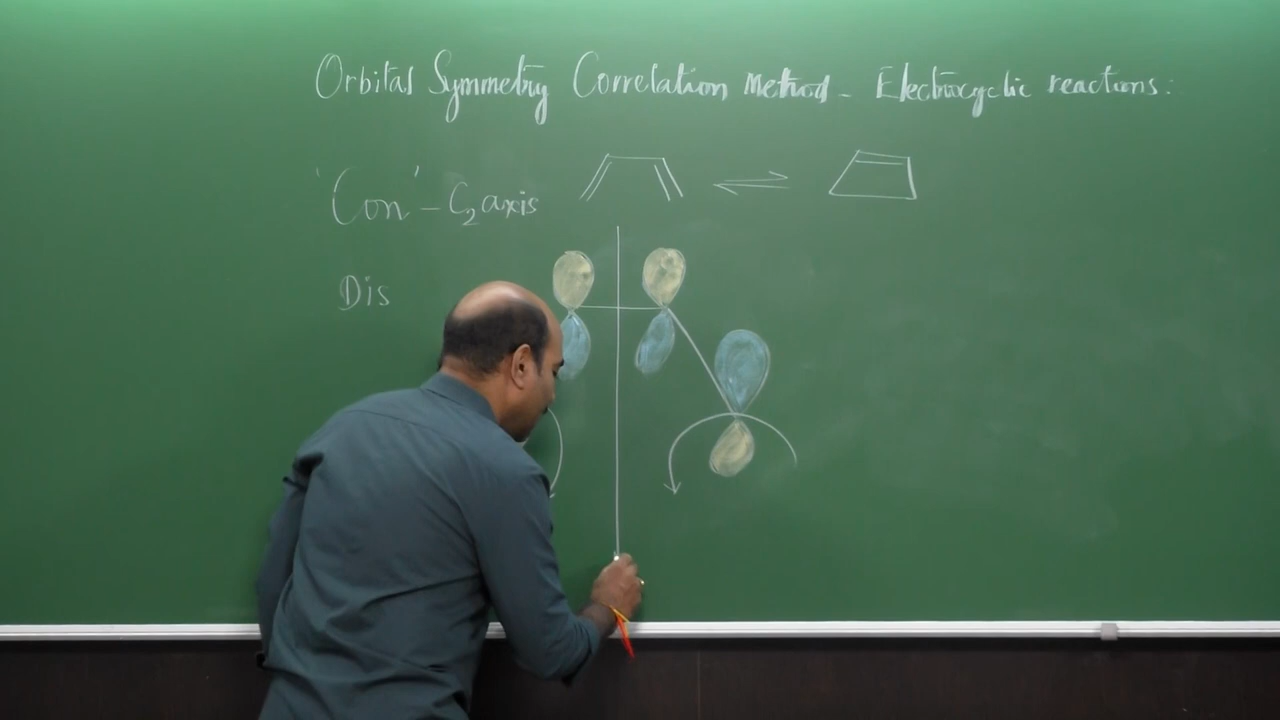 Orbital Symmetry Correlation Method - Electrocyclic reactions:
'Con' - C₂ axis
Dis